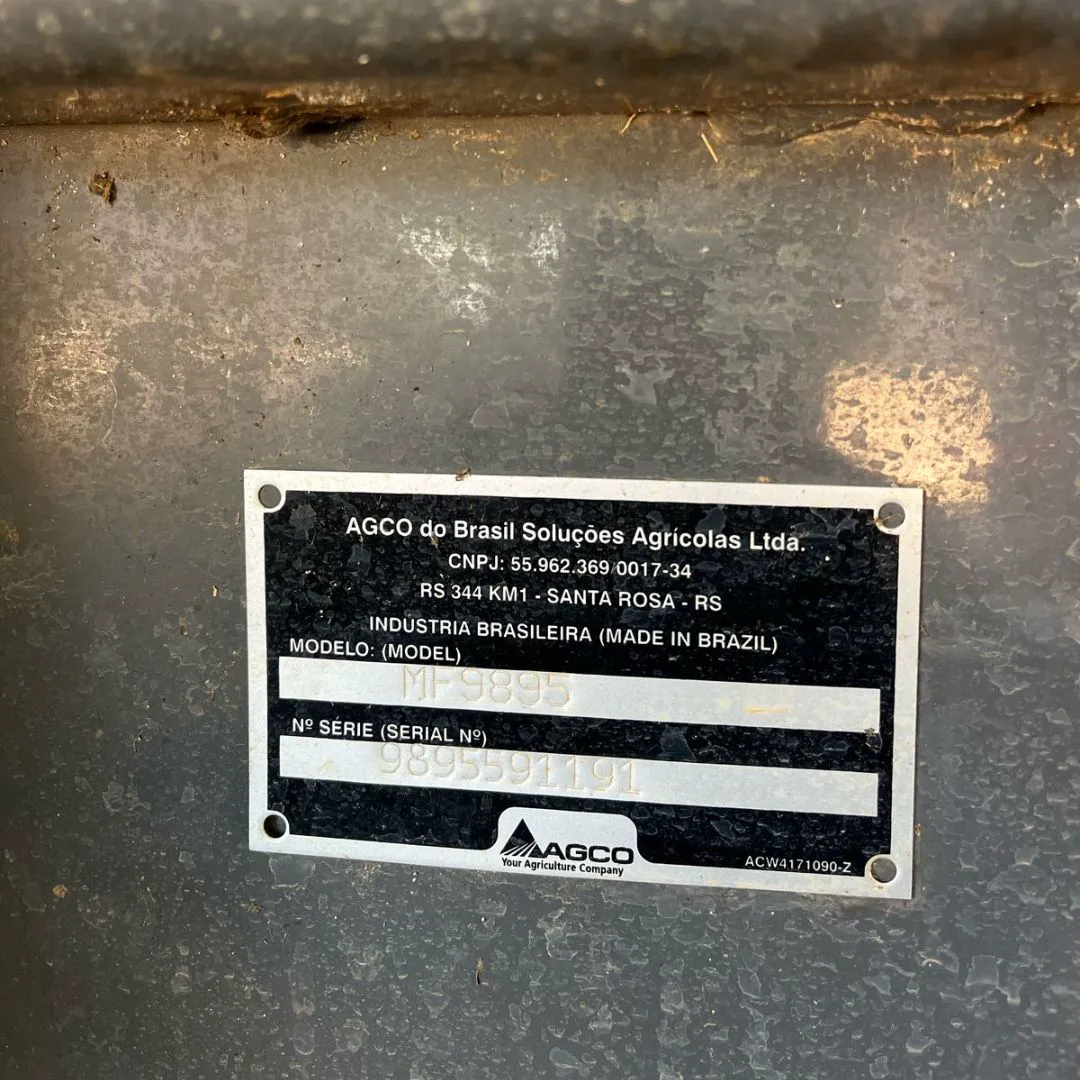 AGCO do Brasil Soluções Agrícolas Ltda.
CNPJ: 55.962.369/0017-34
RS 344 KM1 - SANTA ROSA - RS
INDÚSTRIA BRASILEIRA (MADE IN BRAZIL)
MODELO: (MODEL)
MF9895
Nº SÉRIE (SERIAL Nº)
9895591191
AGCO
Your Agriculture Company
ACW4171090-Z